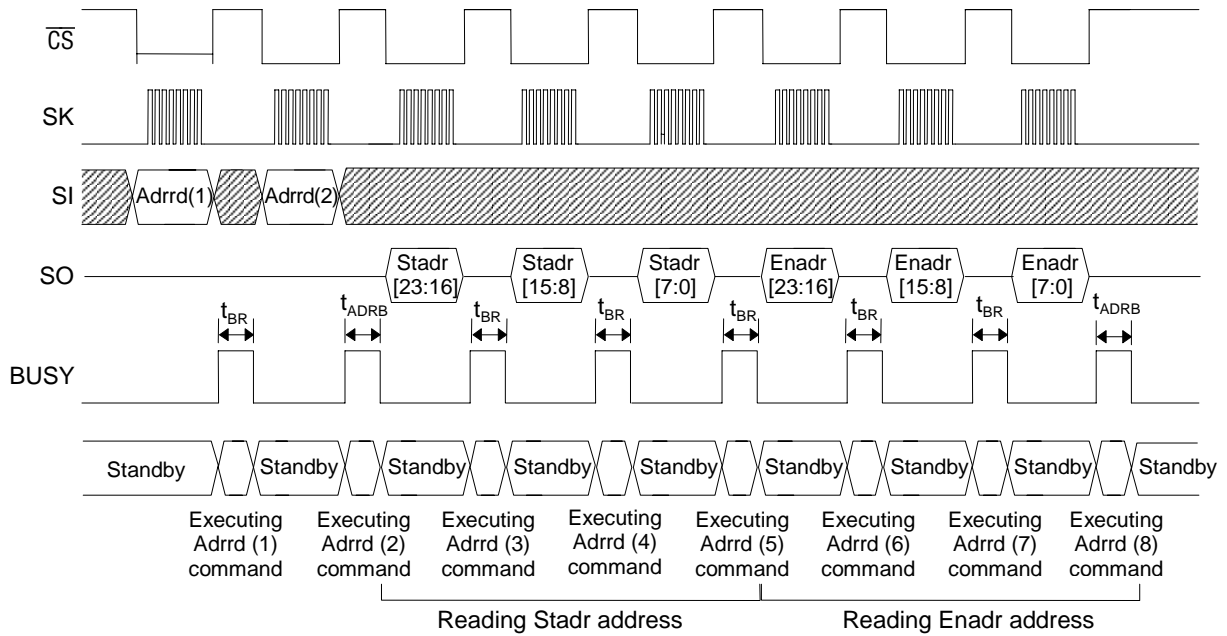 CS
SK
SI Adrrd(1) Adrrd(2)
SO
Stadr [23:16]
Stadr [15:8]
Stadr [7:0]
Enadr [23:16]
Enadr [15:8]
Enadr [7:0]
tBR tADRB tBR tBR tBR tBR tBR tADRB
BUSY
Standby Standby Standby Standby Standby Standby Standby Standby Standby
Executing Adrrd (1) command
Executing Adrrd (2) command
Executing Adrrd (3) command
Executing Adrrd (4) command
Executing Adrrd (5) command
Executing Adrrd (6) command
Executing Adrrd (7) command
Executing Adrrd (8) command
Reading Stadr address
Reading Enadr address